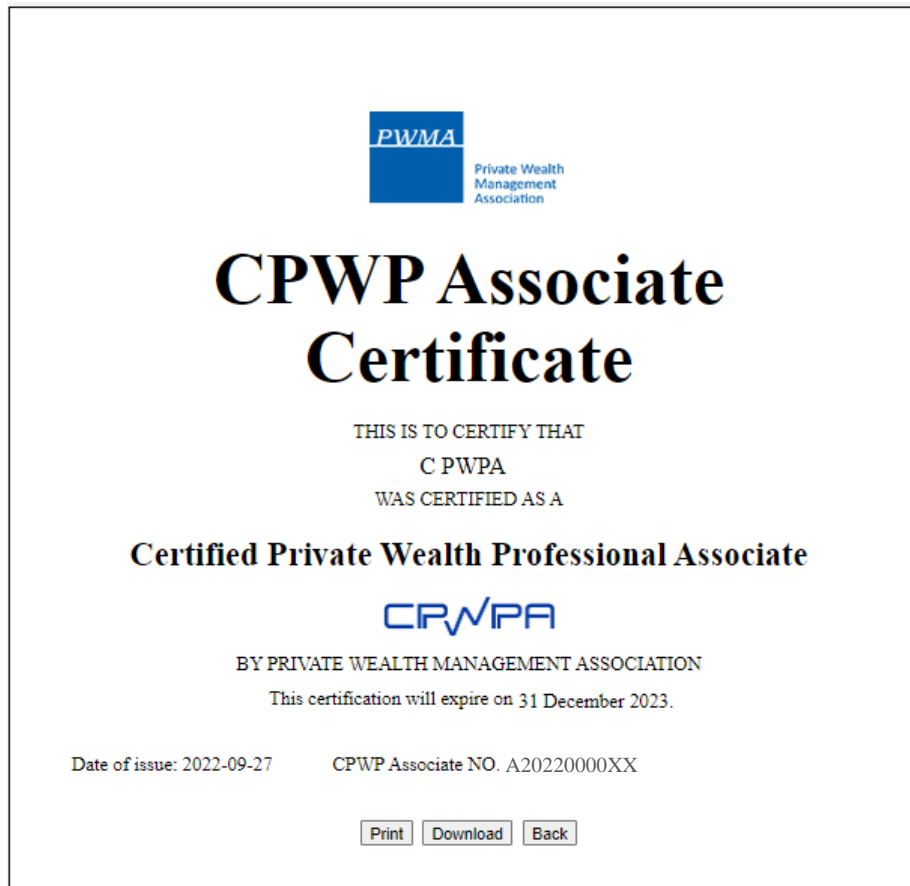 PWMA
Private Wealth
Management
Association
CPWP Associate
Certificate
THIS IS TO CERTIFY THAT
C PWPA
WAS CERTIFIED AS A
Certified Private Wealth Professional Associate
CPWPA
BY PRIVATE WEALTH MANAGEMENT ASSOCIATION
This certification will expire on 31 December 2023.
Date of issue: 2022-09-27 CPWP Associate NO. A20220000XX
Print Download Back